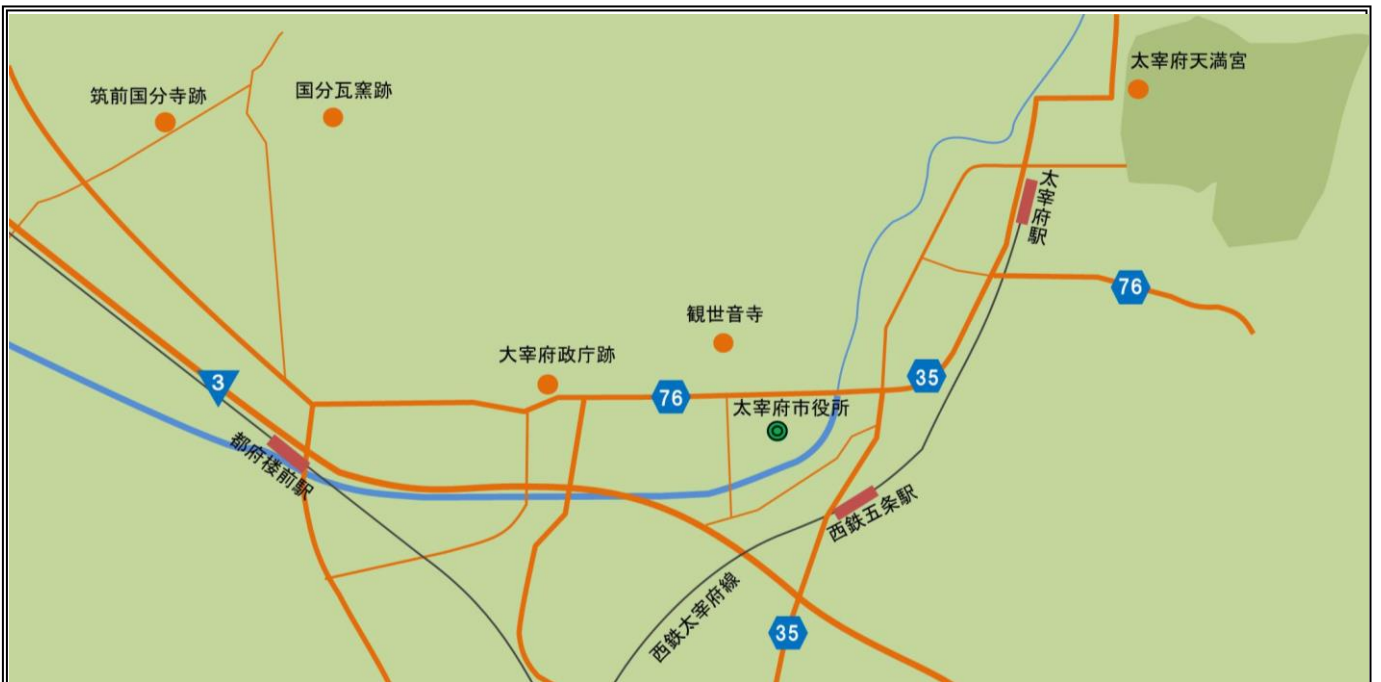 太宰府天満宮
筑前国分寺跡
国分瓦窯跡
太宰府駅
76
観世音寺
大宰府政庁跡
3
76
35
太宰府市役所
都府楼前駅
西鉄五条駅
西鉄太宰府線
35